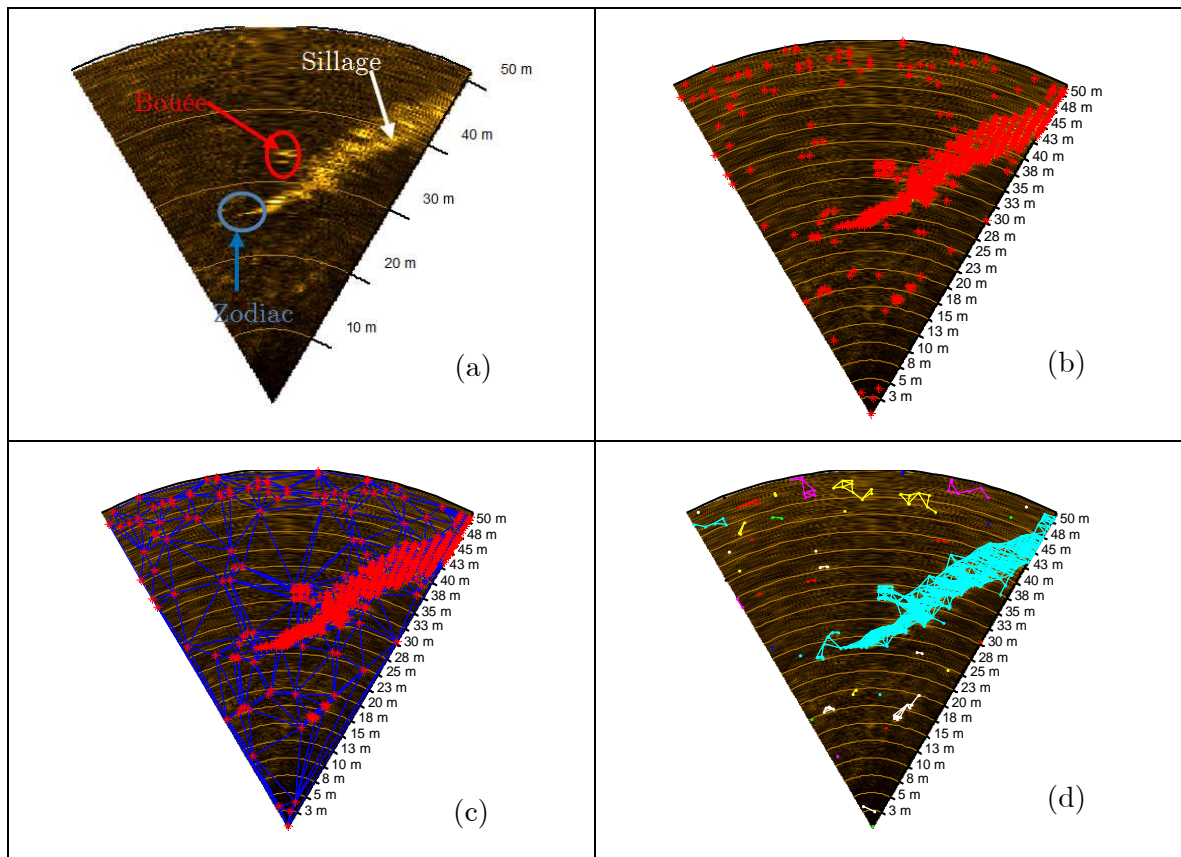 Sillage
50 m
Bouée
40 m
30 m
20 m
Zodiac
10 m
(a)
50 m
48 m
45 m
43 m
40 m
38 m
35 m
33 m
30 m
28 m
25 m
23 m
20 m
18 m
15 m
13 m
10 m
8 m
5 m
3 m
(b)
50 m
48 m
45 m
43 m
40 m
38 m
35 m
33 m
30 m
28 m
25 m
23 m
20 m
18 m
15 m
13 m
10 m
8 m
5 m
3 m
(c)
50 m
48 m
45 m
43 m
40 m
38 m
35 m
33 m
30 m
28 m
25 m
23 m
20 m
18 m
15 m
13 m
10 m
8 m
5 m
3 m
(d)